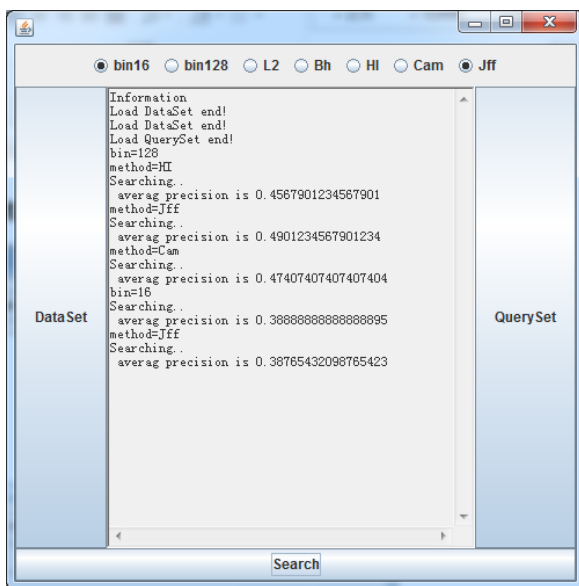 bin16 bin128 L2 Bh HI Cam Jff
Information
Load DataSet end!
Load DataSet end!
Load QuerySet end!
bin=128
method=HI
Searching..
averag precision is 0.4567901234567901
method=Jff
Searching..
averag precision is 0.4901234567901234
method=Cam
Searching..
averag precision is 0.47407407407407404
bin=16
Searching..
averag precision is 0.38888888888888895
method=Jff
Searching..
averag precision is 0.38765432098765423
DataSet
QuerySet
Search